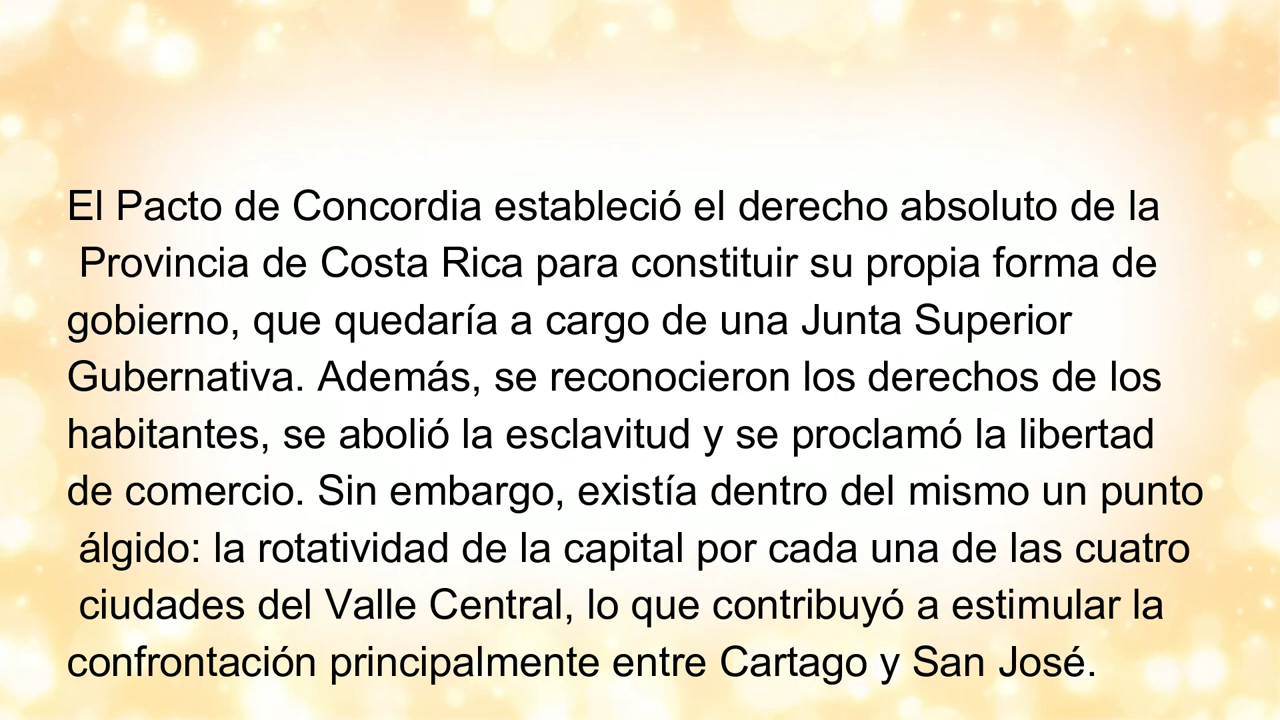 El Pacto de Concordia estableció el derecho absoluto de la
Provincia de Costa Rica para constituir su propia forma de
gobierno, que quedaría a cargo de una Junta Superior
Gubernativa. Además, se reconocieron los derechos de los
habitantes, se abolió la esclavitud y se proclamó la libertad
de comercio. Sin embargo, existía dentro del mismo un punto
álgido: la rotatividad de la capital por cada una de las cuatro
ciudades del Valle Central, lo que contribuyó a estimular la
confrontación principalmente entre Cartago y San José.